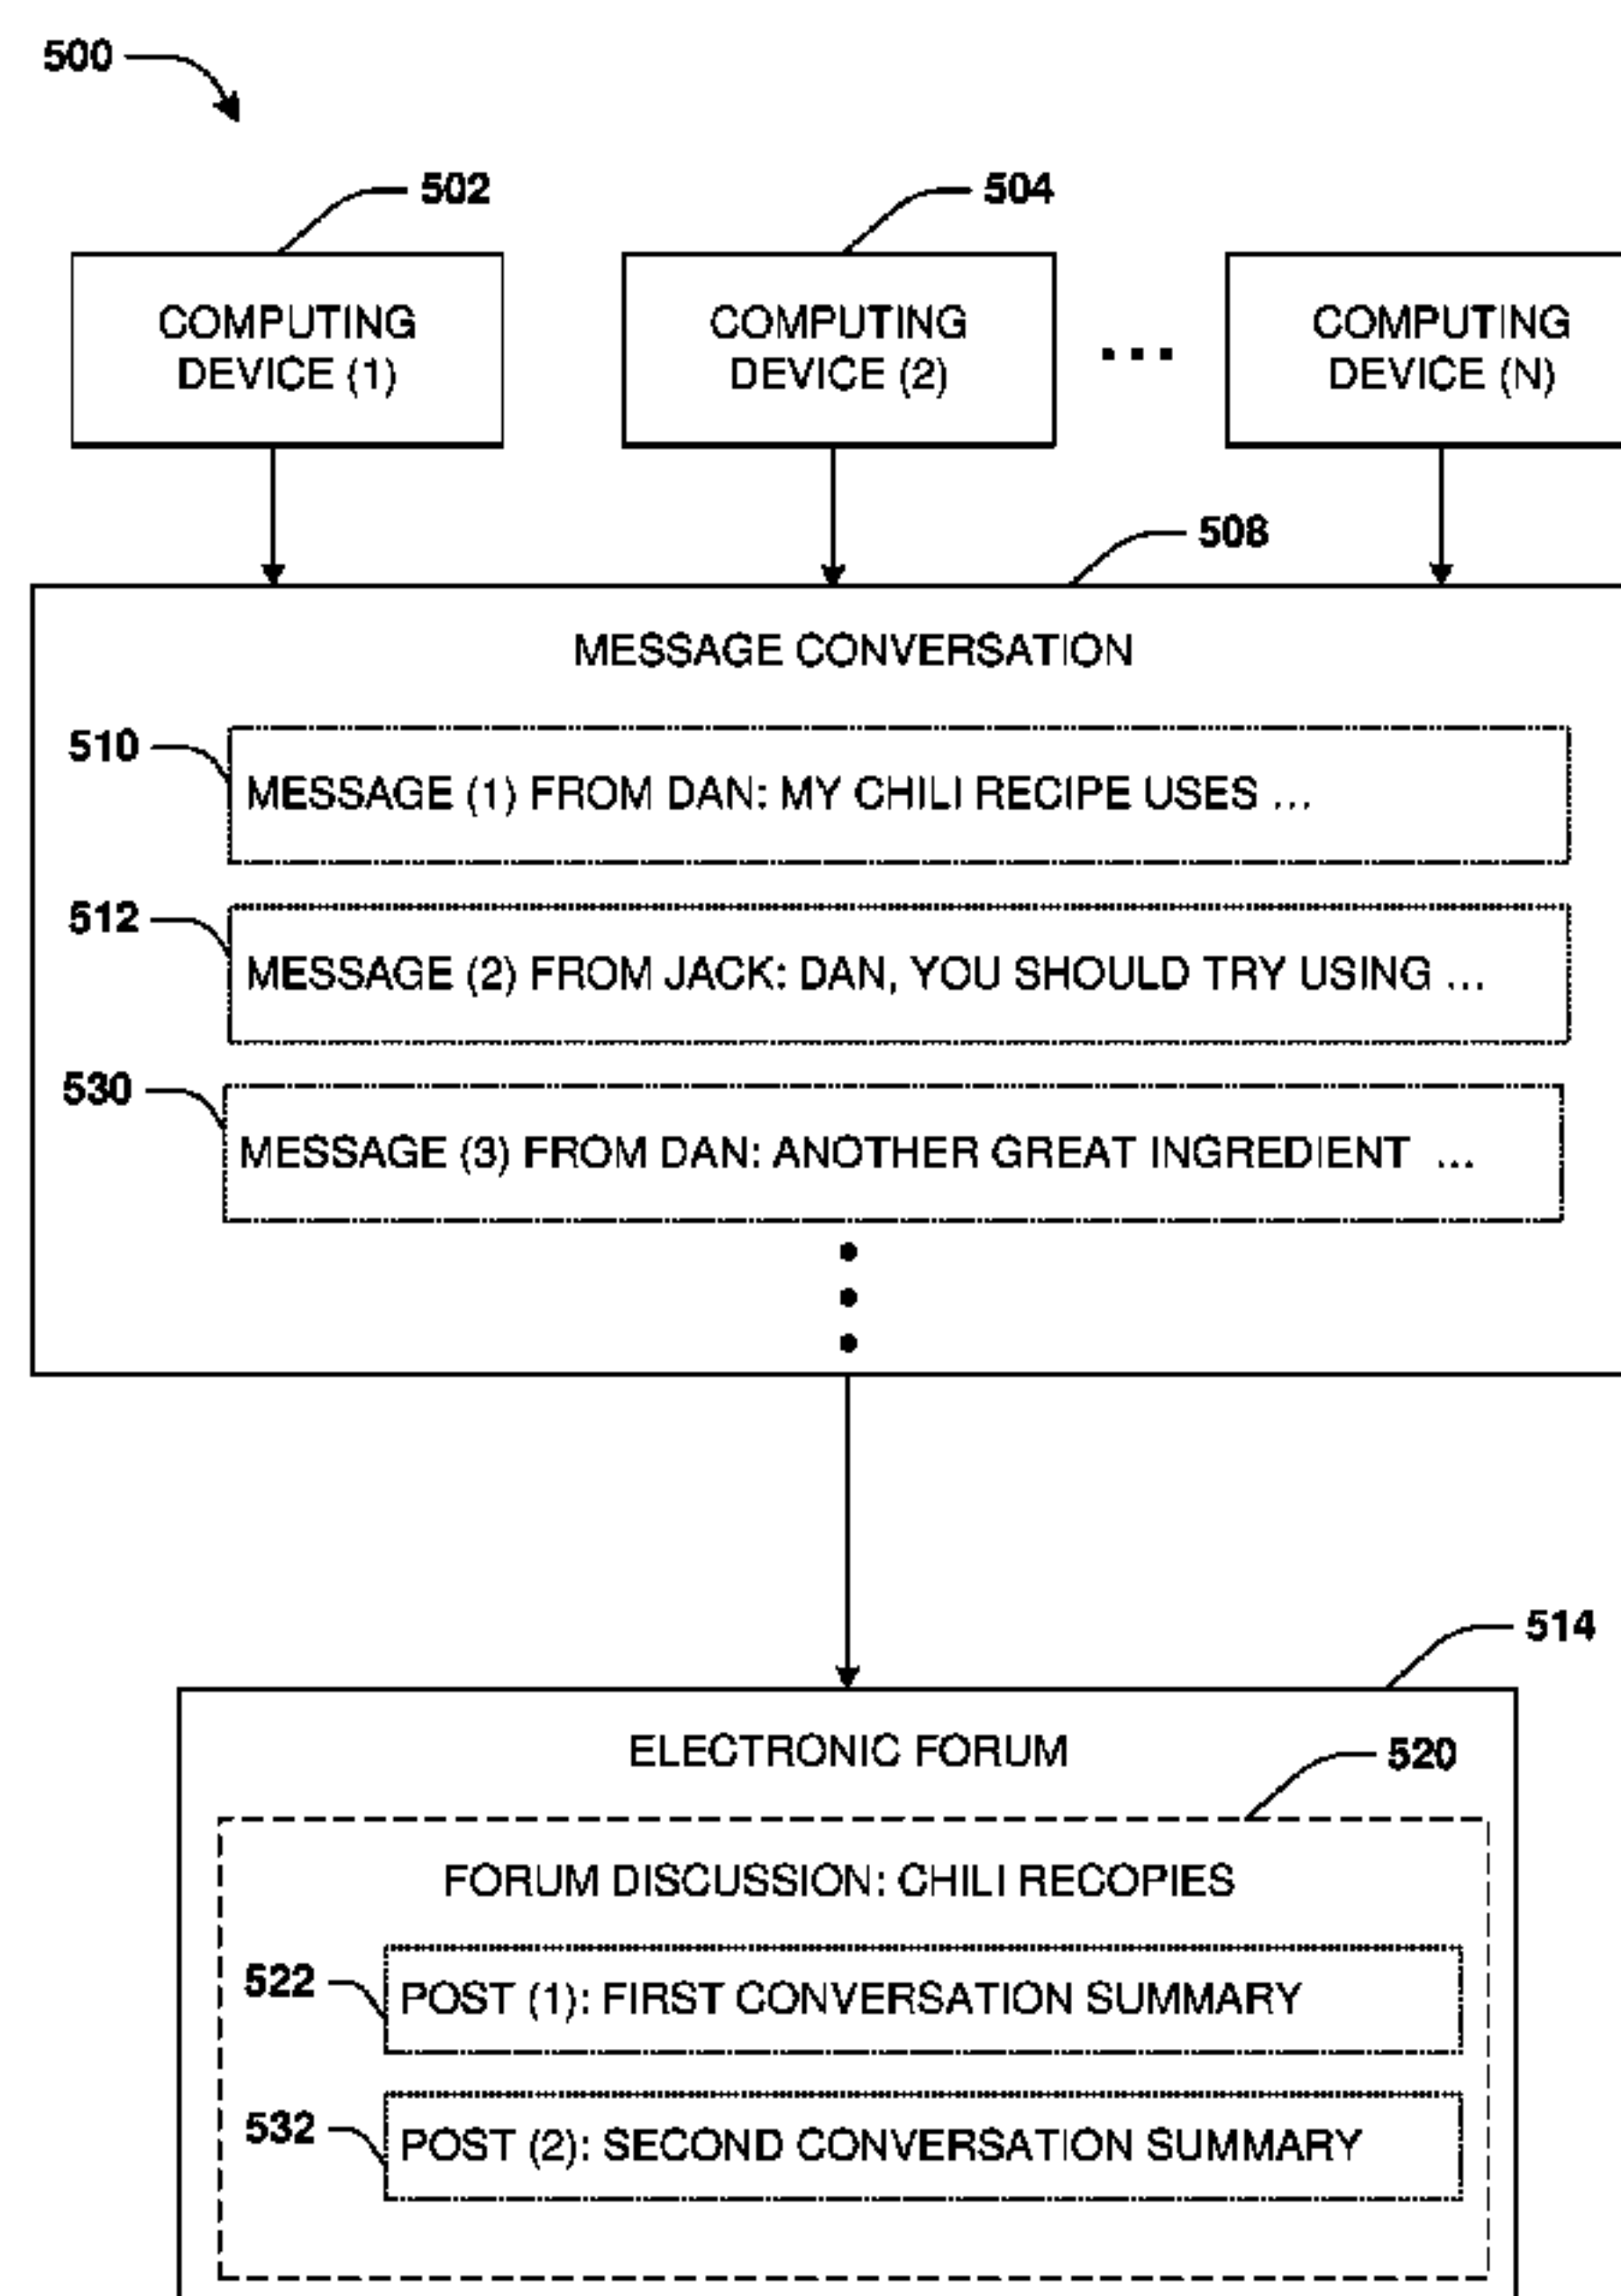 500
502
504
COMPUTING
DEVICE (1)
COMPUTING
DEVICE (2)
...
COMPUTING
DEVICE (N)
508
MESSAGE CONVERSATION
510
MESSAGE (1) FROM DAN: MY CHILI RECIPE USES ...
512
MESSAGE (2) FROM JACK: DAN, YOU SHOULD TRY USING ...
530
MESSAGE (3) FROM DAN: ANOTHER GREAT INGREDIENT ...
514
ELECTRONIC FORUM
520
FORUM DISCUSSION: CHILI RECOPIES
522
POST (1): FIRST CONVERSATION SUMMARY
532
POST (2): SECOND CONVERSATION SUMMARY